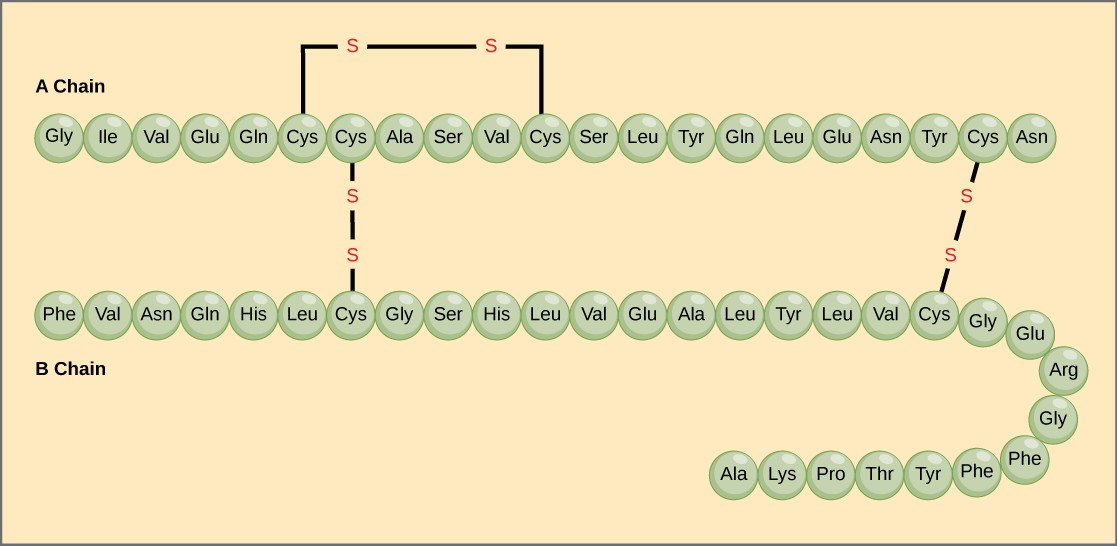 S S
A Chain
Gly Ile Val Glu Gln Cys Cys Ala Ser Val Cys Ser Leu Tyr Gln Leu Glu Asn Tyr Cys Asn
S S
S S
Phe Val Asn Gln His Leu Cys Gly Ser His Leu Val Glu Ala Leu Tyr Leu Val Cys Gly Glu
B Chain
Arg
Gly
Ala Lys Pro Thr Tyr Phe Phe